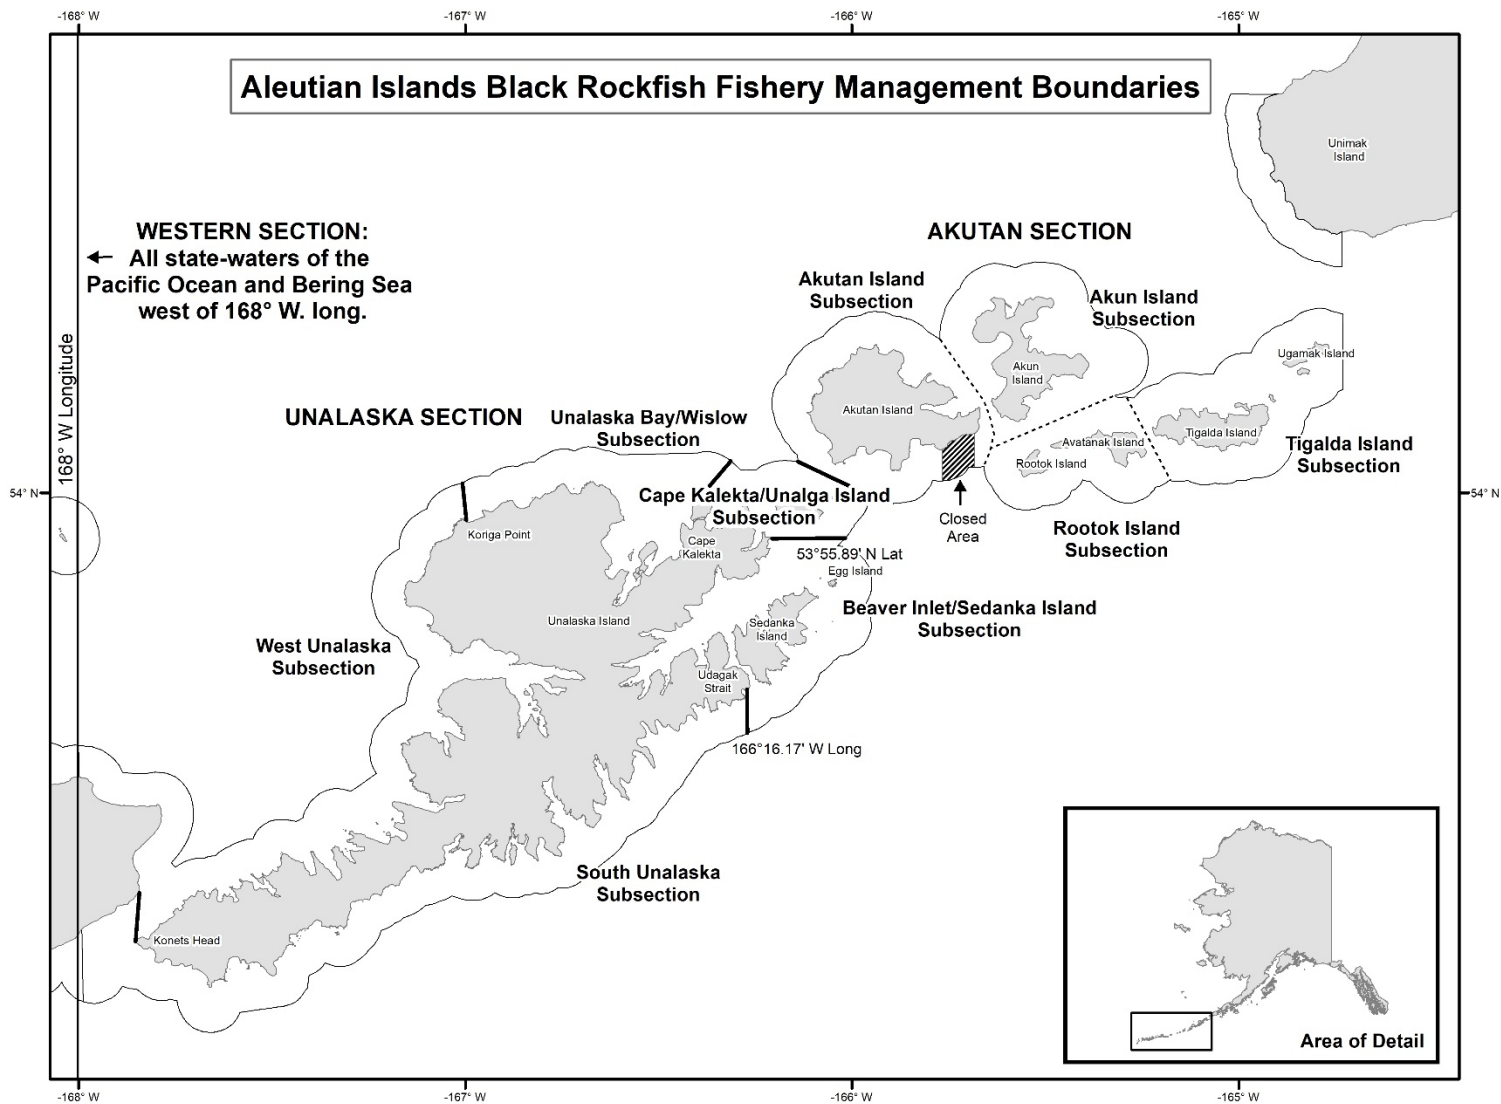 -168° W
-167° W
-166° W
-165° W
Aleutian Islands Black Rockfish Fishery Management Boundaries
Unimak
Island
WESTERN SECTION:
All state-waters of the
Pacific Ocean and Bering Sea
west of 168° W. long.
AKUTAN SECTION
Akutan Island
Subsection
Akun Island
Subsection
168° W Longitude
Ugamak Island
Akun
Island
Akutan Island
UNALASKA SECTION
Unalaska Bay/Wislow
Subsection
Tigalda Island
Avatanak Island
Rootok Island
Tigalda Island
Subsection
54° N
54° N
Cape Kalekta/Unalga Island
Subsection
Closed
Area
Rootok Island
Subsection
Koriga Point
Cape
Kalekta
53°55.89' N Lat
Egg Island
Beaver Inlet/Sedanka Island
Subsection
Unalaska Island
Sedanka
Island
West Unalaska
Subsection
Udagak
Strait
166°16.17' W Long
South Unalaska
Subsection
Konets Head
Area of Detail
-168° W
-167° W
-166° W
-165° W